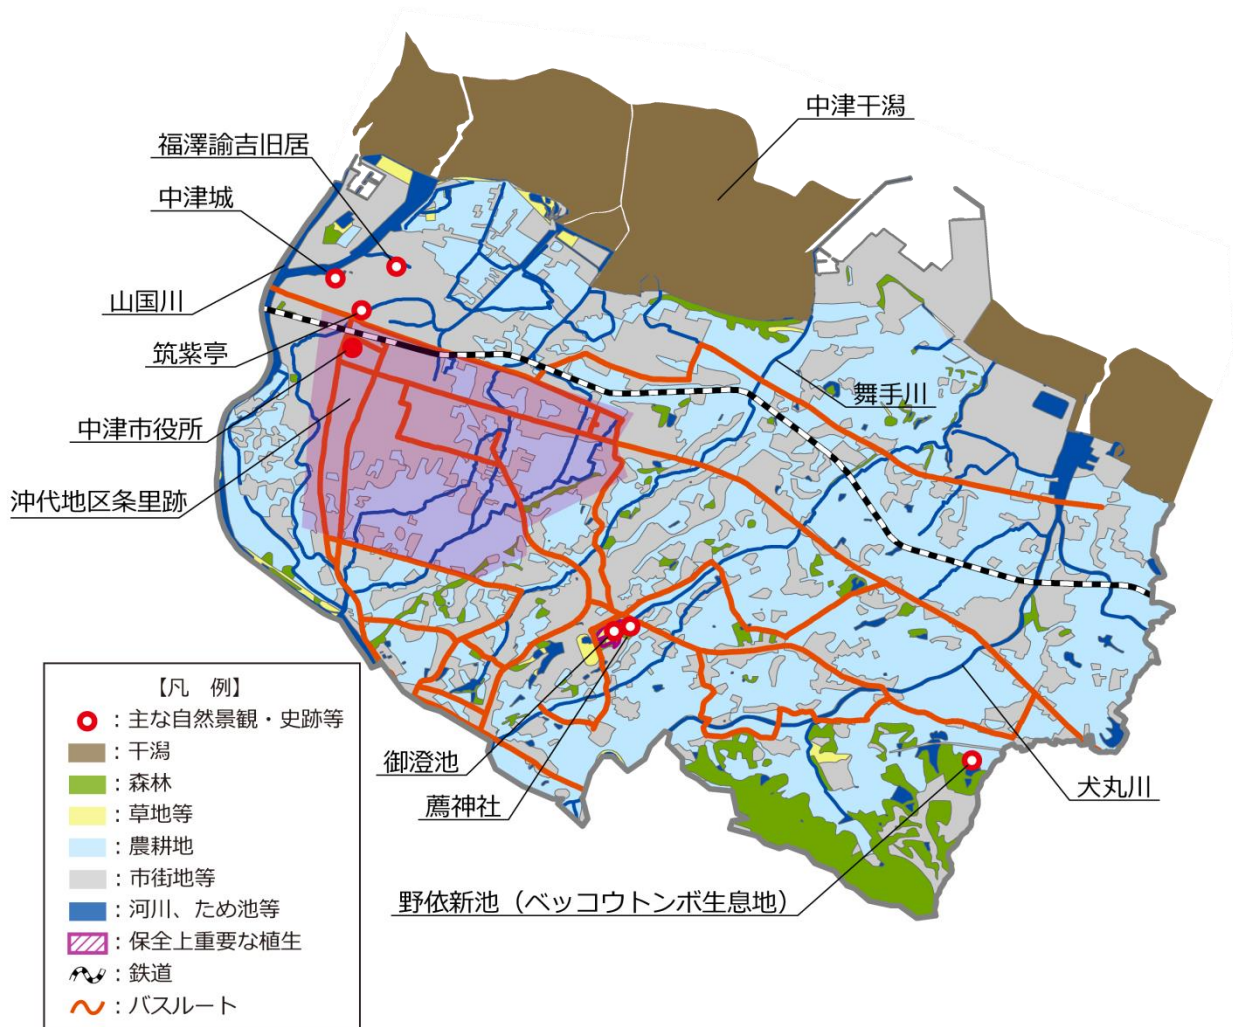 中津干潟
福澤諭吉旧居
中津城
山国川
筑紫亭
舞手川
中津市役所
沖代地区条里跡
御澄池
薦神社
犬丸川
野依新池（ベッコウトンボ生息地）
【凡 例】
：主な自然景観・史跡等
：干潟
：森林
：草地等
：農耕地
：市街地等
：河川、ため池等
：保全上重要な植生
：鉄道
：バスルート